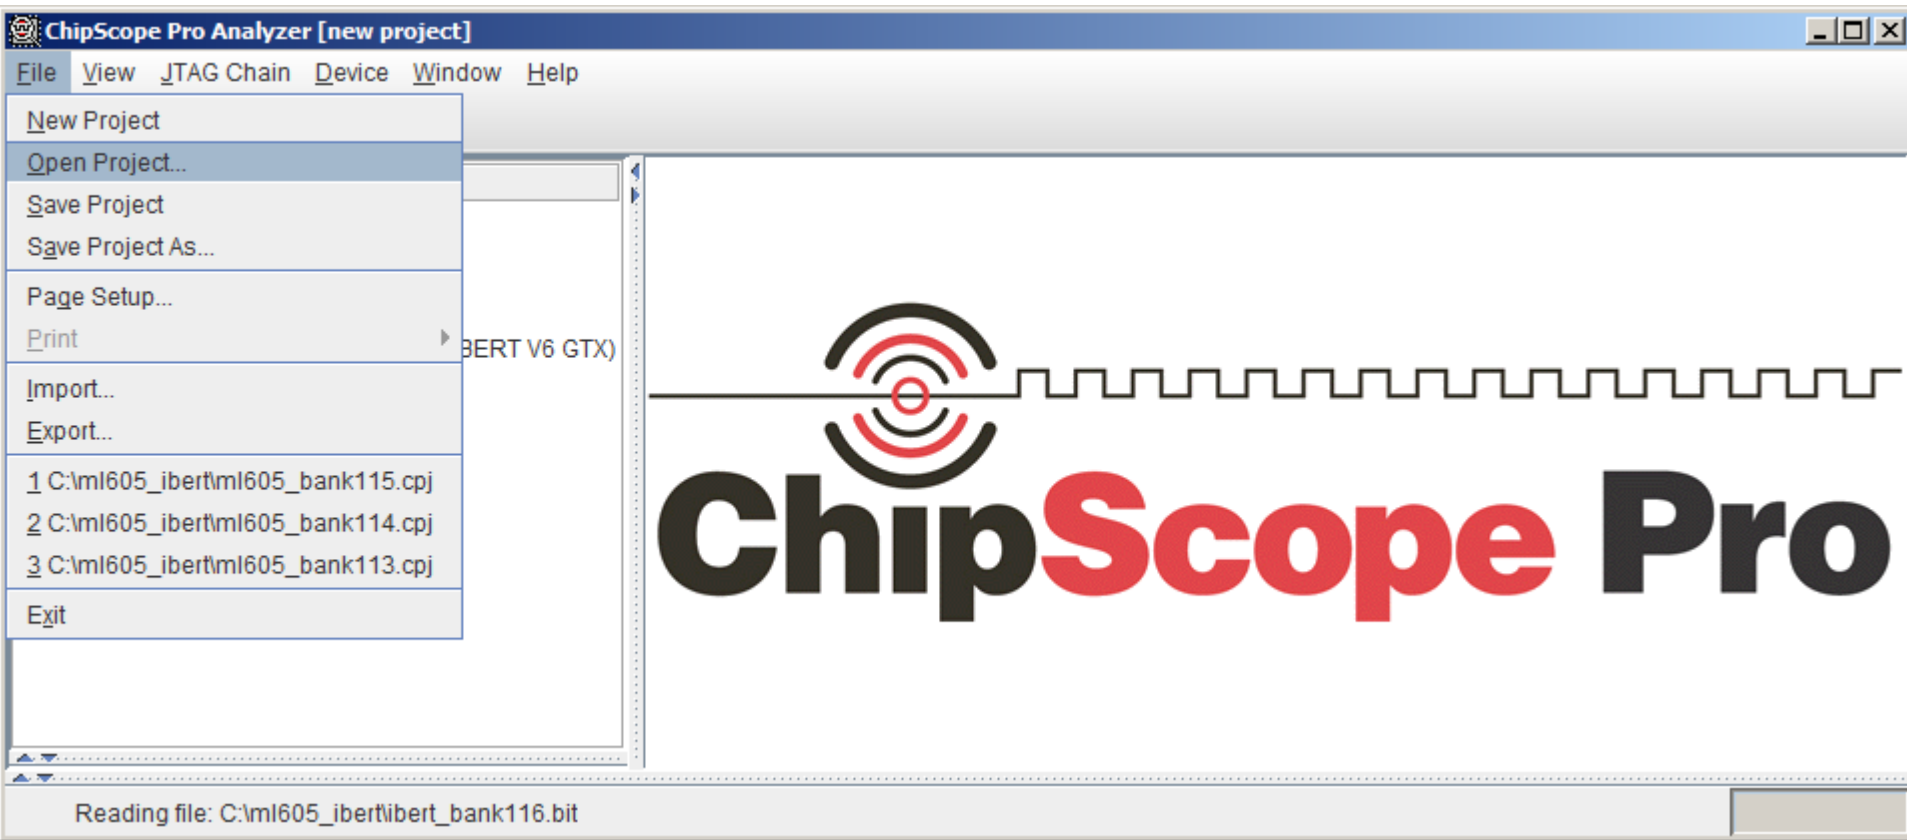 ChipScope Pro Analyzer [new project]
File View JTAG Chain Device Window Help
New Project
Open Project...
Save Project
Save Project As...
Page Setup...
Print
BERT V6 GTX)
Import...
Export...
1 C:\ml605_ibert\ml605_bank115.cpj
2 C:\ml605_ibert\ml605_bank114.cpj
3 C:\ml605_ibert\ml605_bank113.cpj
Exit
ChipScope Pro
Reading file: C:\ml605_ibert\ibert_bank116.bit